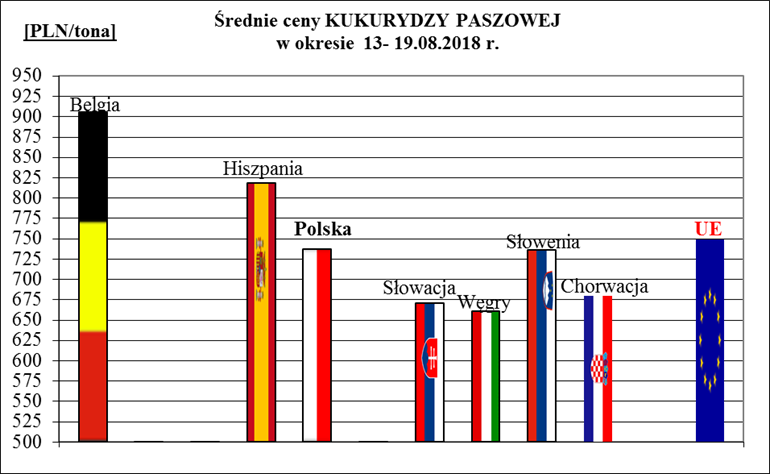 Średnie ceny KUKURYDZY PASZOWEJ
w okresie 13- 19.08.2018 r.
[PLN/tona]
950
925
900
875
850
825
800
775
750
725
700
675
650
625
600
575
550
525
500
Belgia
Hiszpania
Polska
Słowacja
Węgry
Słowenia
Chorwacja
UE